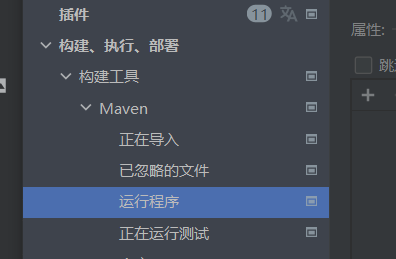 插件 11
属性:
构建、执行、部署
构建工具
Maven
正在导入
已忽略的文件
运行程序
正在运行测试